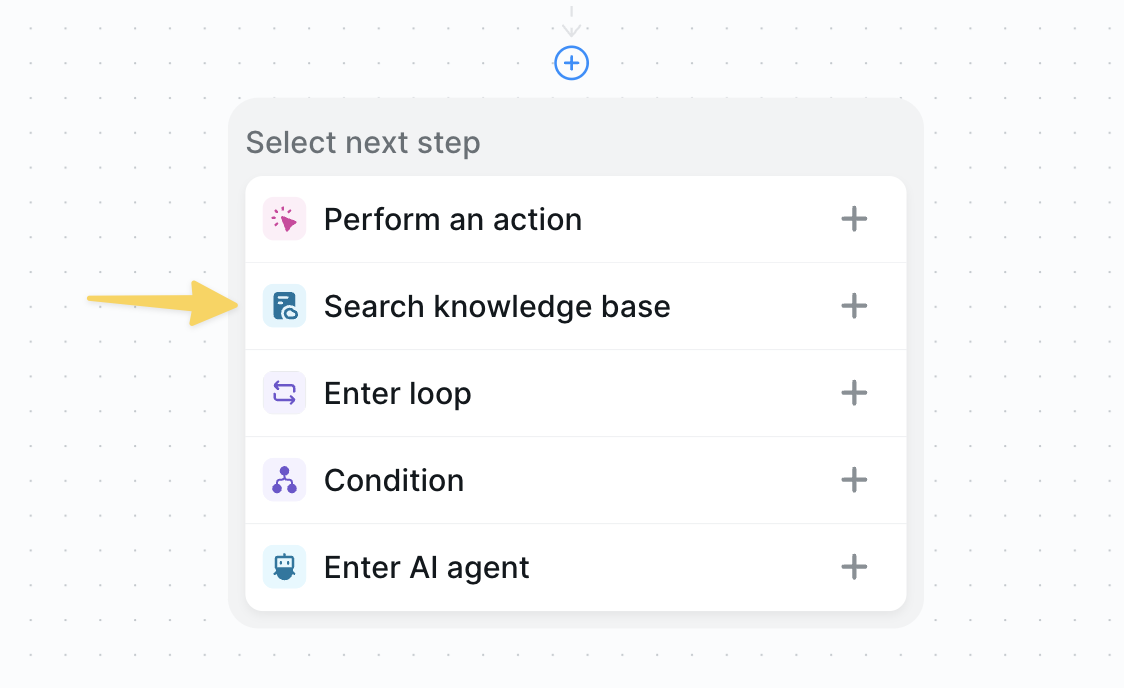 Select next step
Perform an action
Search knowledge base
Enter loop
Condition
Enter AI agent